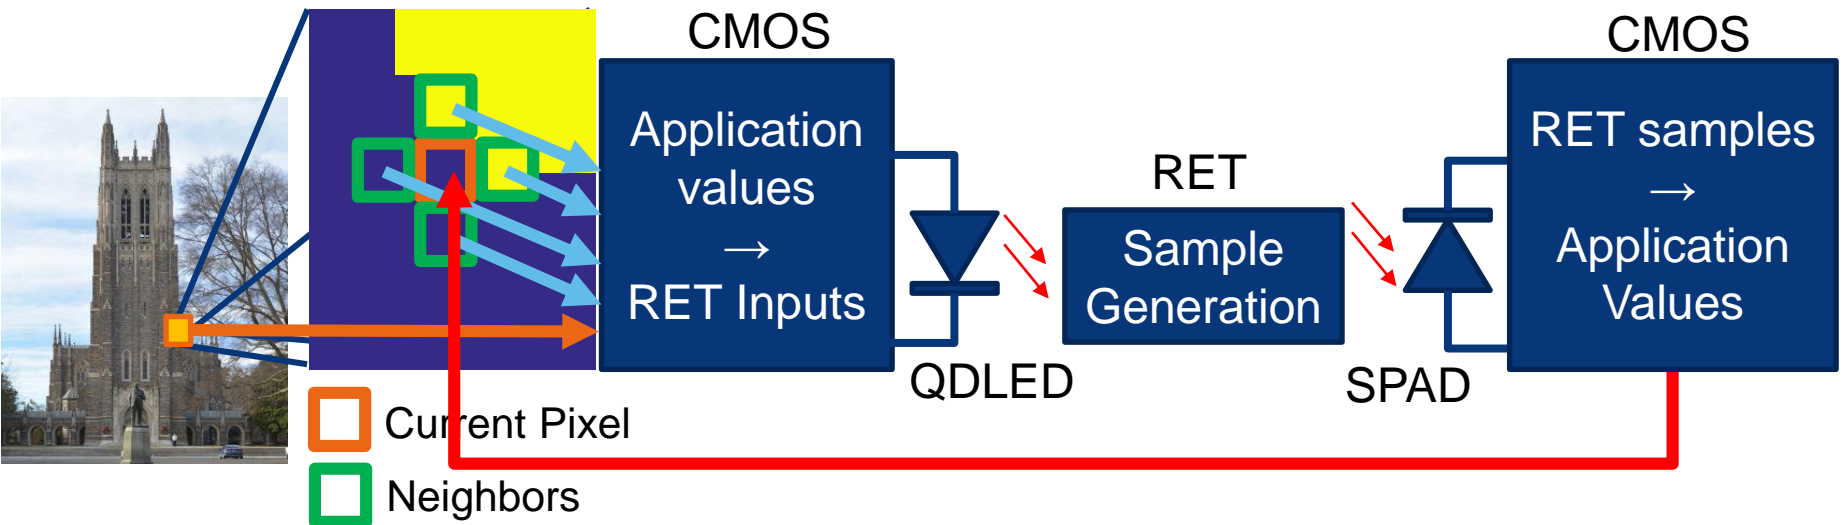 CMOS
Application
values
→
RET Inputs
QDLED
RET
Sample
Generation
SPAD
CMOS
RET samples
→
Application
Values
Current Pixel
Neighbors